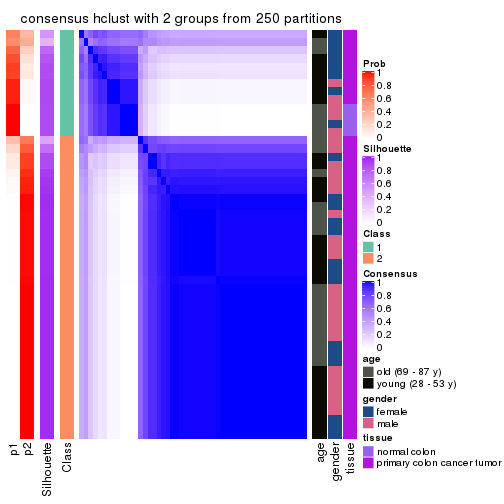 consensus hclust with 2 groups from 250 partitions
Prob
1
0.8
0.6
0.4
0.2
0
Silhouette
1
0.8
0.6
0.4
0.2
0
Class
1
2
Consensus
1
0.8
0.6
0.4
0.2
0
age
old (69 - 87 y)
young (28 - 53 y)
gender
female
male
tissue
normal colon
primary colon cancer tumor
p1
p2
Silhouette
Class
age
gender
tissue